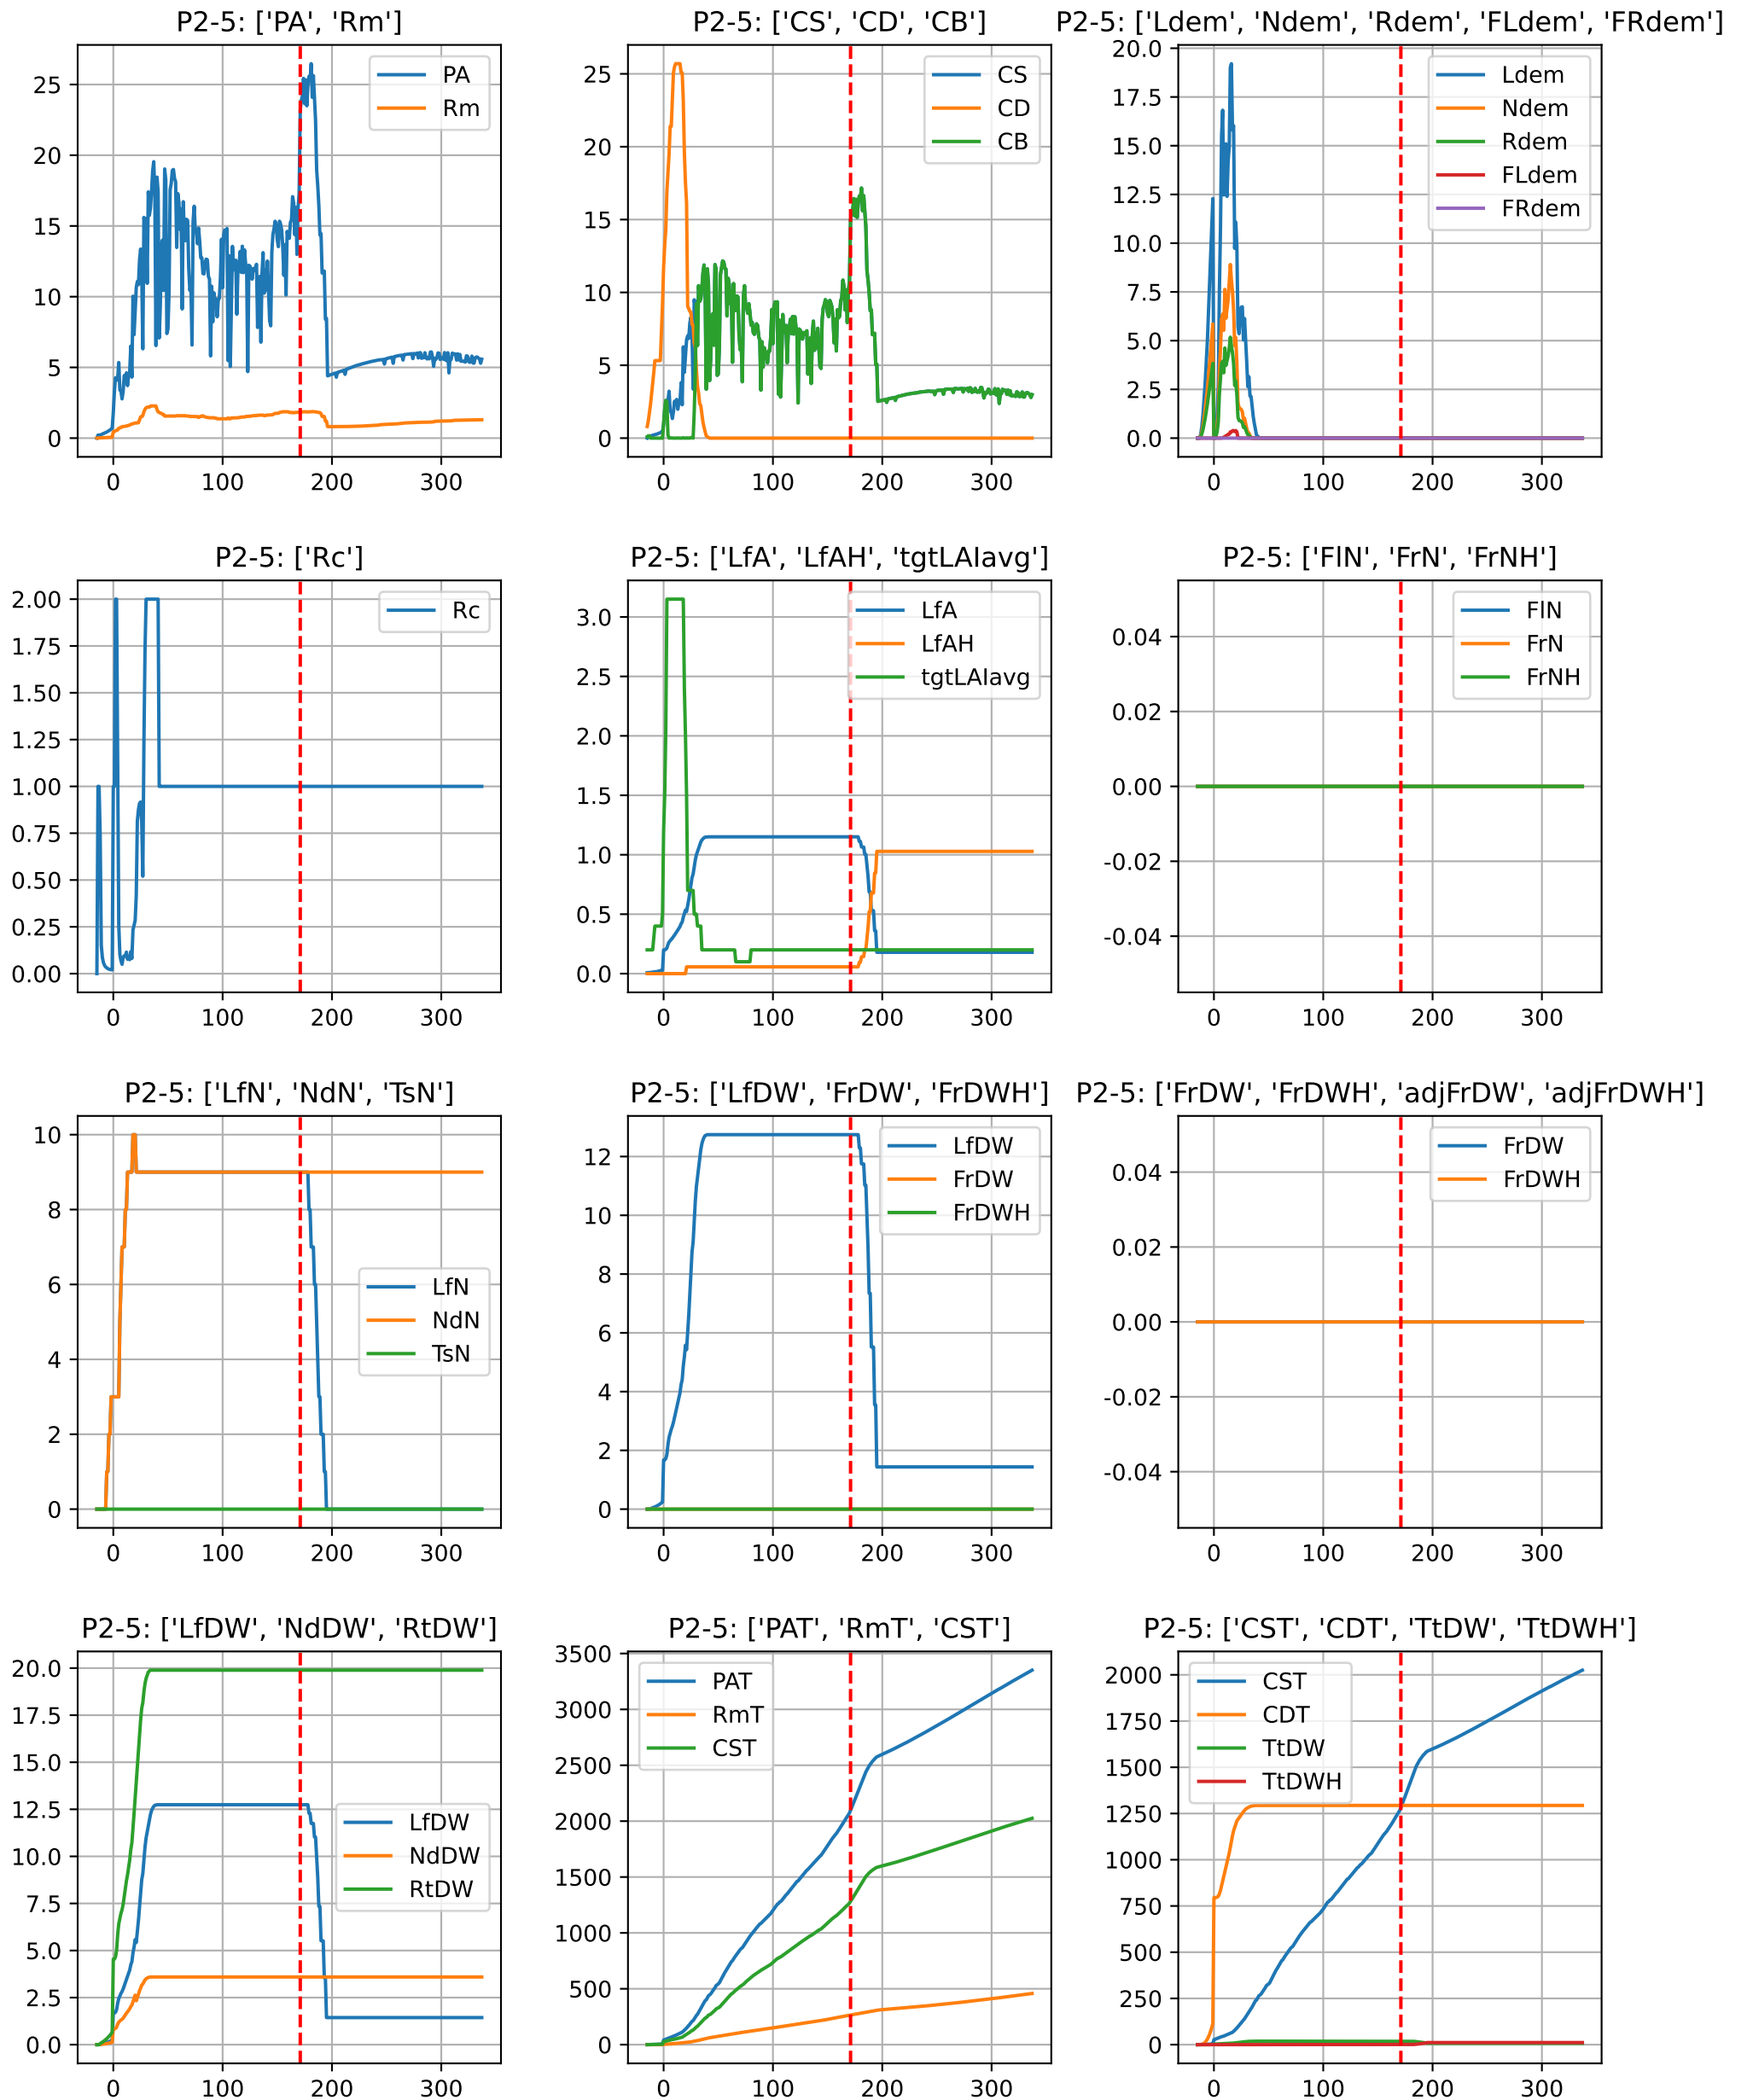 P2-5: ['PA', 'Rm']
25
20
15
10
5
0
0 100 200 300
PA
Rm
P2-5: ['CS', 'CD', 'CB']
25
20
15
10
5
0
0 100 200 300
CS
CD
CB
P2-5: ['Ldem', 'Ndem', 'Rdem', 'FLdem', 'FRdem']
20.0
17.5
15.0
12.5
10.0
7.5
5.0
2.5
0.0
0 100 200 300
Ldem
Ndem
Rdem
FLdem
FRdem
P2-5: ['Rc']
2.00
1.75
1.50
1.25
1.00
0.75
0.50
0.25
0.00
0 100 200 300
Rc
P2-5: ['LfA', 'LfAH', 'tgtLAIavg']
3.0
2.5
2.0
1.5
1.0
0.5
0.0
0 100 200 300
LfA
LfAH
tgtLAIavg
P2-5: ['FlN', 'FrN', 'FrNH']
0.04
0.02
0.00
-0.02
-0.04
0 100 200 300
FlN
FrN
FrNH
P2-5: ['LfN', 'NdN', 'TsN']
10
8
6
4
2
0
0 100 200 300
LfN
NdN
TsN
P2-5: ['LfDW', 'FrDW', 'FrDWH']
12
10
8
6
4
2
0
0 100 200 300
LfDW
FrDW
FrDWH
P2-5: ['FrDW', 'FrDWH', 'adjFrDW', 'adjFrDWH']
0.04
0.02
0.00
-0.02
-0.04
0 100 200 300
FrDW
FrDWH
P2-5: ['LfDW', 'NdDW', 'RtDW']
20.0
17.5
15.0
12.5
10.0
7.5
5.0
2.5
0.0
0 100 200 300
LfDW
NdDW
RtDW
P2-5: ['PAT', 'RmT', 'CST']
3500
3000
2500
2000
1500
1000
500
0
0 100 200 300
PAT
RmT
CST
P2-5: ['CST', 'CDT', 'TtDW', 'TtDWH']
2000
1750
1500
1250
1000
750
500
250
0
0 100 200 300
CST
CDT
TtDW
TtDWH